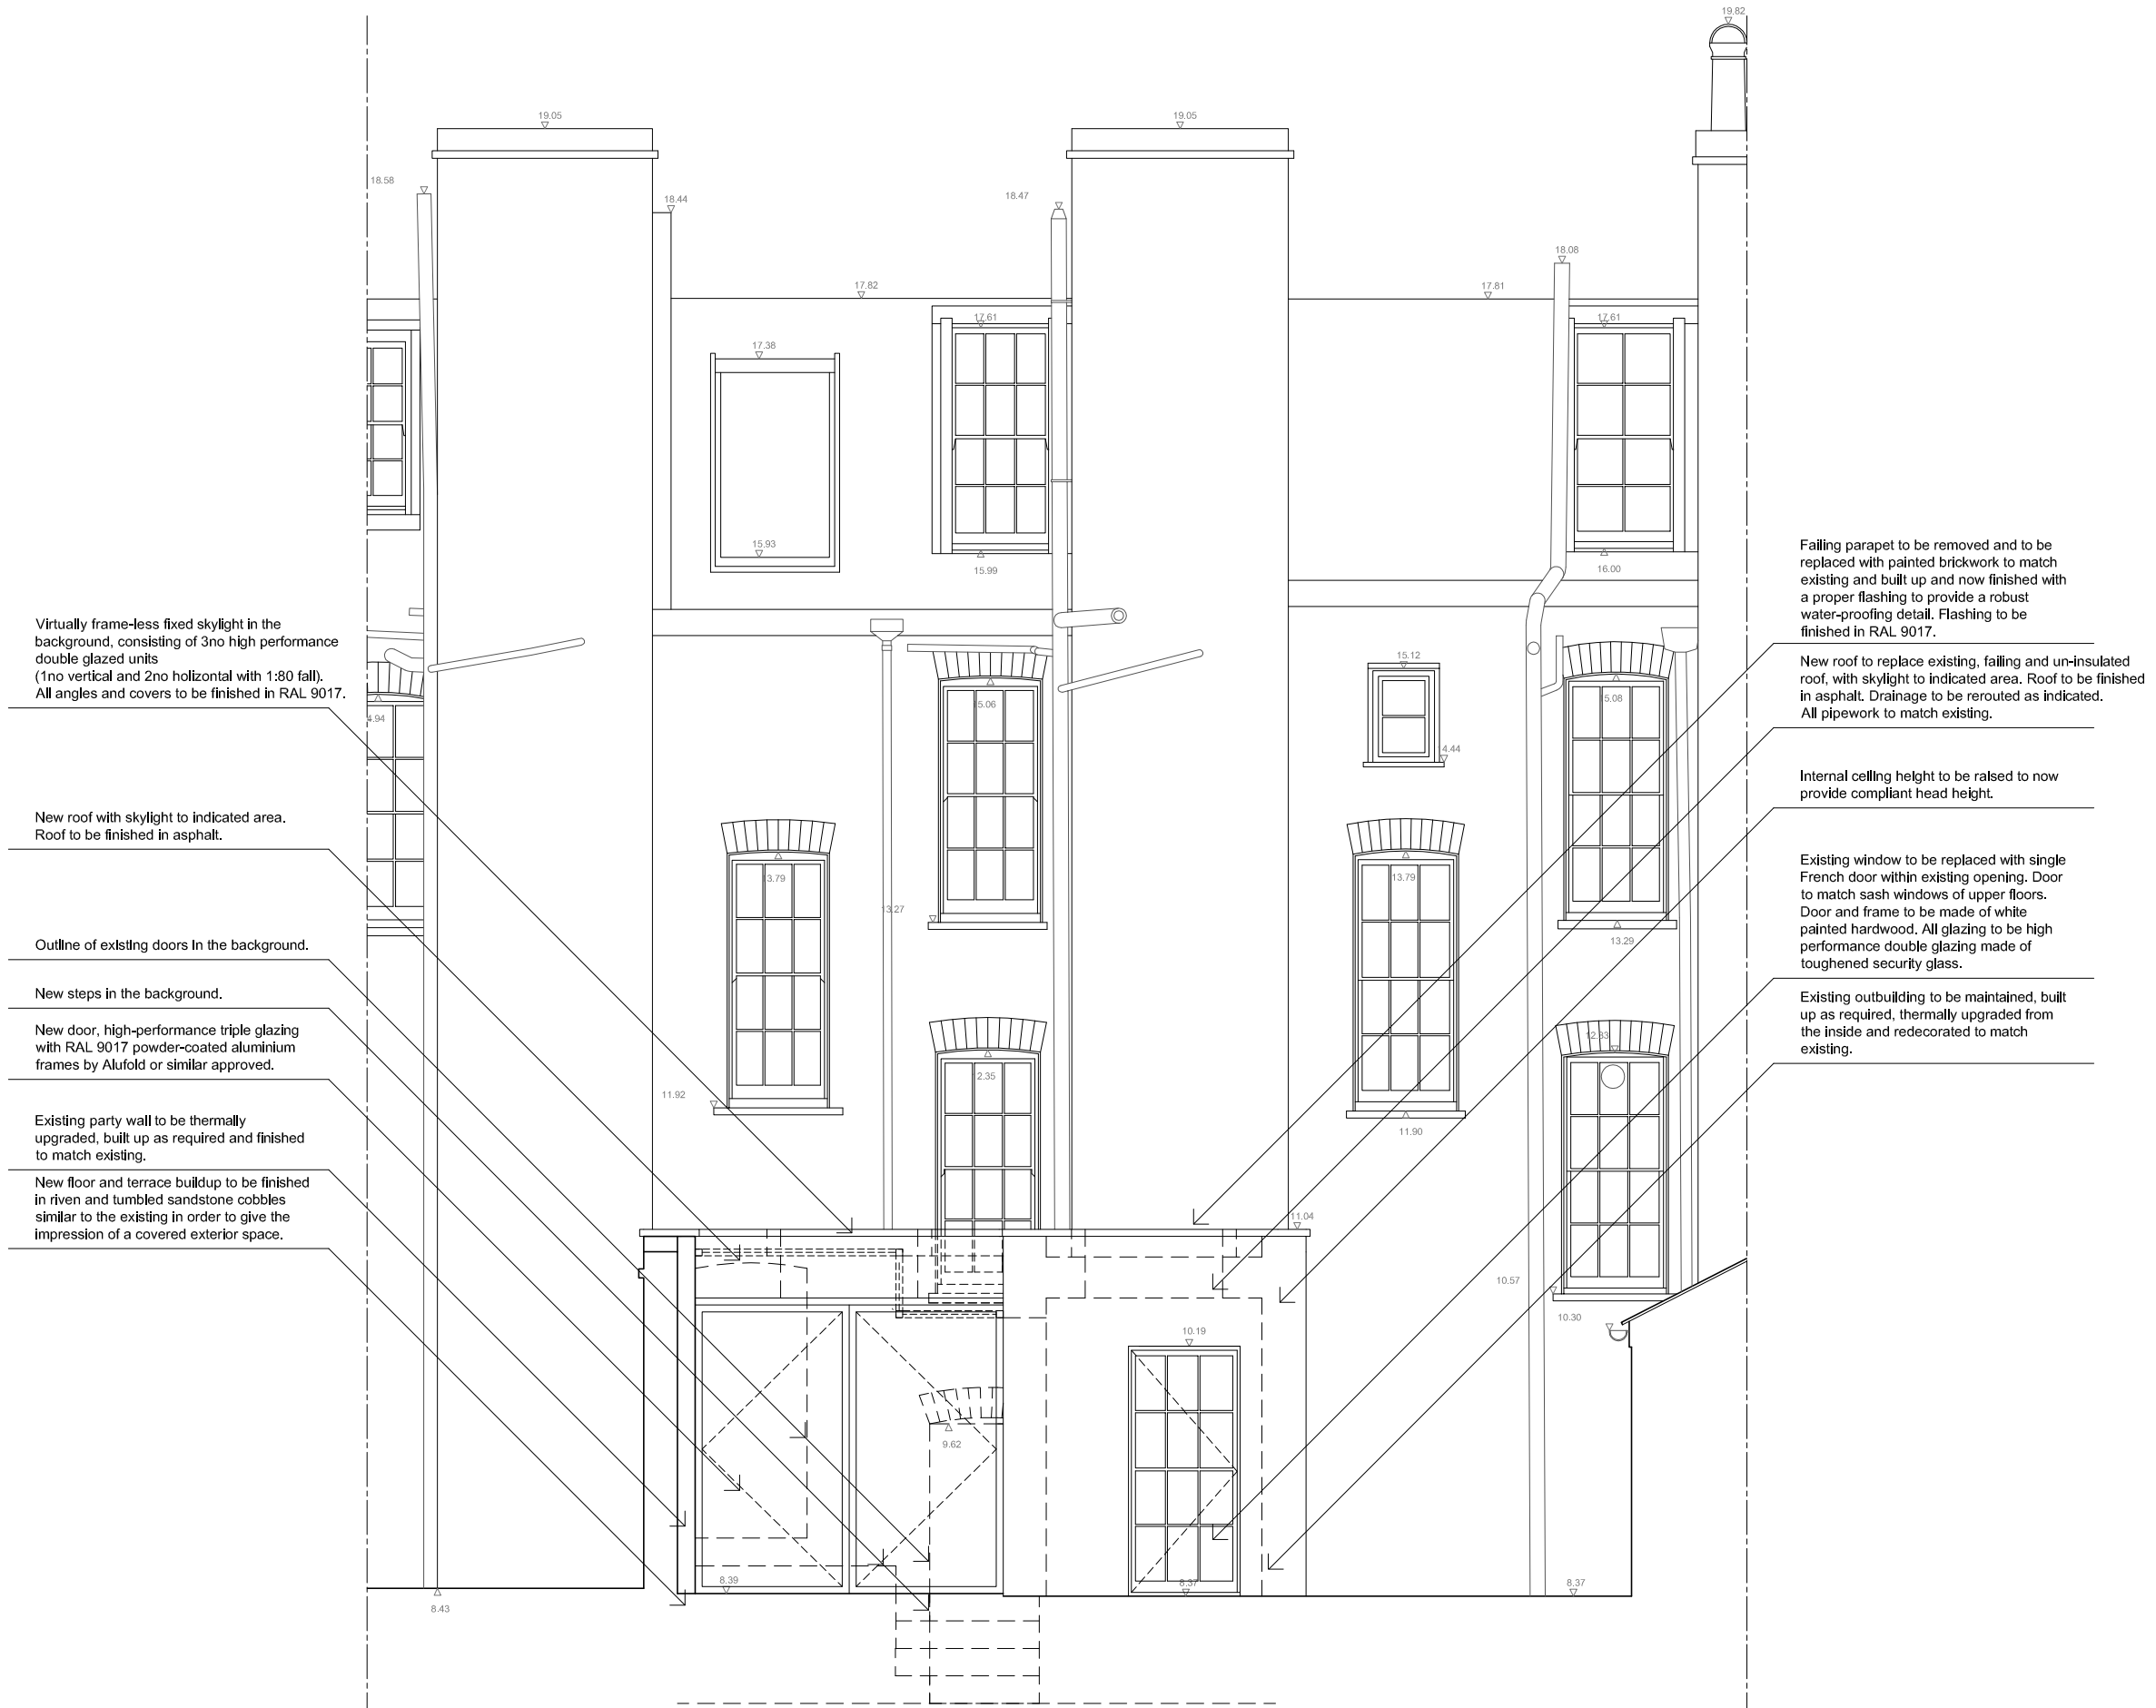 19.82
19.05
19.05
18.58
18.44
18.47
18.08
17.82
17.81
17.61
17.61
17.38
15.93
15.99
16.00
Virtually frame-less fixed skylight in the
background, consisting of 3no high performance
double glazed units
(1no vertical and 2no holizontal with 1:80 fall).
All angles and covers to be finished in RAL 9017.
New roof with skylight to indicated area.
Roof to be finished in asphalt.
Outline of existing doors in the background.
New steps in the background.
New door, high-performance triple glazing
with RAL 9017 powder-coated aluminium
frames by Alufold or similar approved.
Existing party wall to be thermally
upgraded, built up as required and finished
to match existing.
New floor and terrace buildup to be finished
in riven and tumbled sandstone cobbles
similar to the existing in order to give the
impression of a covered exterior space.
4.94
15.06
15.12
15.08
4.44
13.79
13.27
13.79
13.29
12.35
12.83
11.92
11.90
11.04
10.57
10.30
10.19
9.62
8.39
8.37
8.37
8.43
Failing parapet to be removed and to be
replaced with painted brickwork to match
existing and built up and now finished with
a proper flashing to provide a robust
water-proofing detail. Flashing to be
finished in RAL 9017.
New roof to replace existing, failing and un-insulated
roof, with skylight to indicated area. Roof to be finished
in asphalt. Drainage to be rerouted as indicated.
All pipework to match existing.
Internal ceiling height to be raised to now
provide compliant head height.
Existing window to be replaced with single
French door within existing opening. Door
to match sash windows of upper floors.
Door and frame to be made of white
painted hardwood. All glazing to be high
performance double glazing made of
toughened security glass.
Existing outbuilding to be maintained, built
up as required, thermally upgraded from
the inside and redecorated to match
existing.